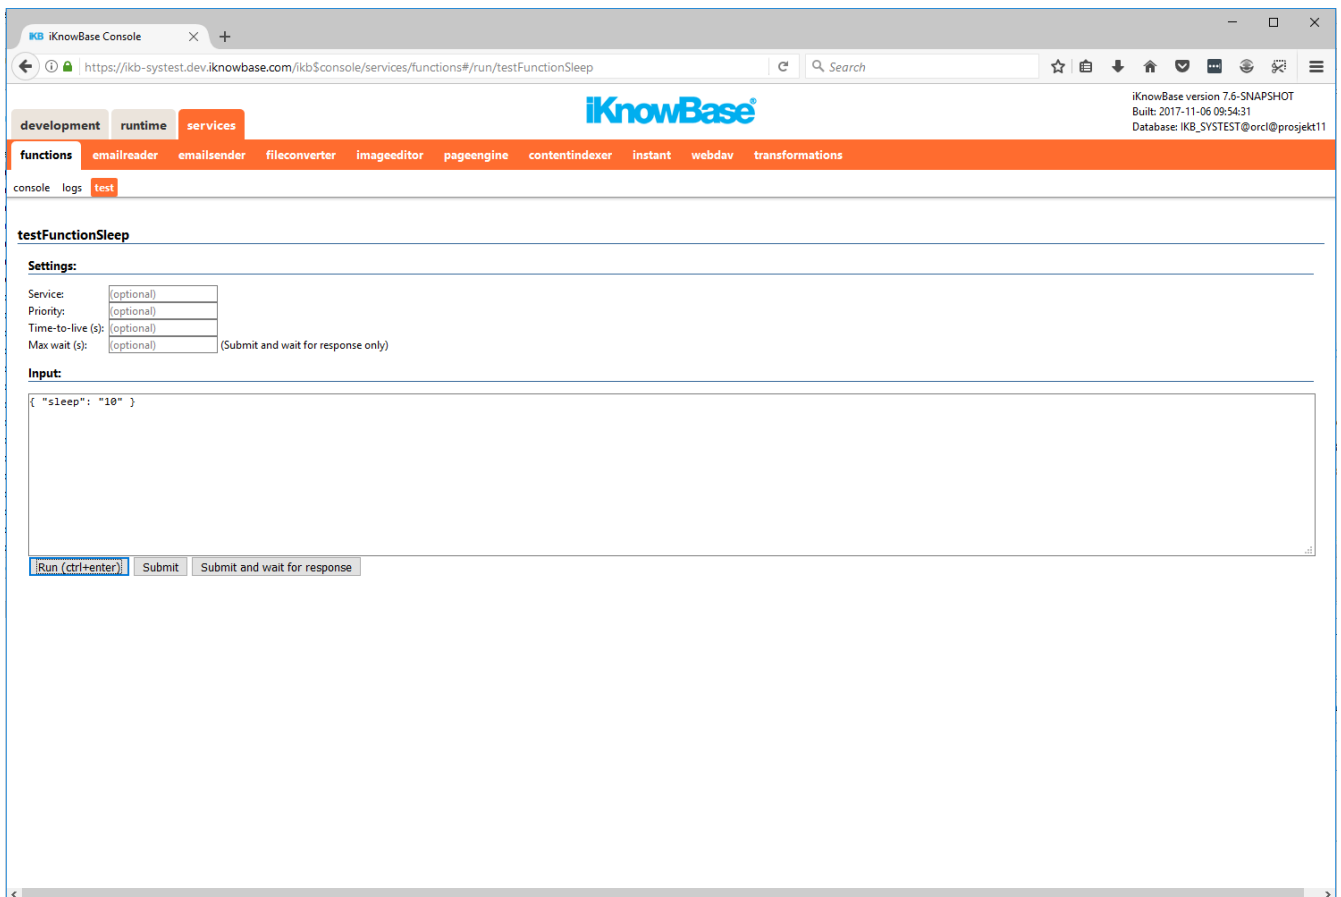 IKB iKnowBase Console
https://ikb-systest.dev.iknowbase.com/ikb$console/services/functions#/run/testFunctionSleep
Search
development runtime services
iKnowBase®
iKnowBase version 7.6-SNAPSHOT
Built: 2017-11-06 09:54:31
Database: IKB_SYSTEST@orcl@prosjekt11
functions emailreader emailsender fileconverter imageeditor pageengine contentindexer instant webdav transformations
console logs test
testFunctionSleep
Settings:
Service: (optional)
Priority: (optional)
Time-to-live (s): (optional)
Max wait (s): (optional) (Submit and wait for response only)
Input:
{ "sleep": "10" }
Run (ctrl+enter) Submit Submit and wait for response